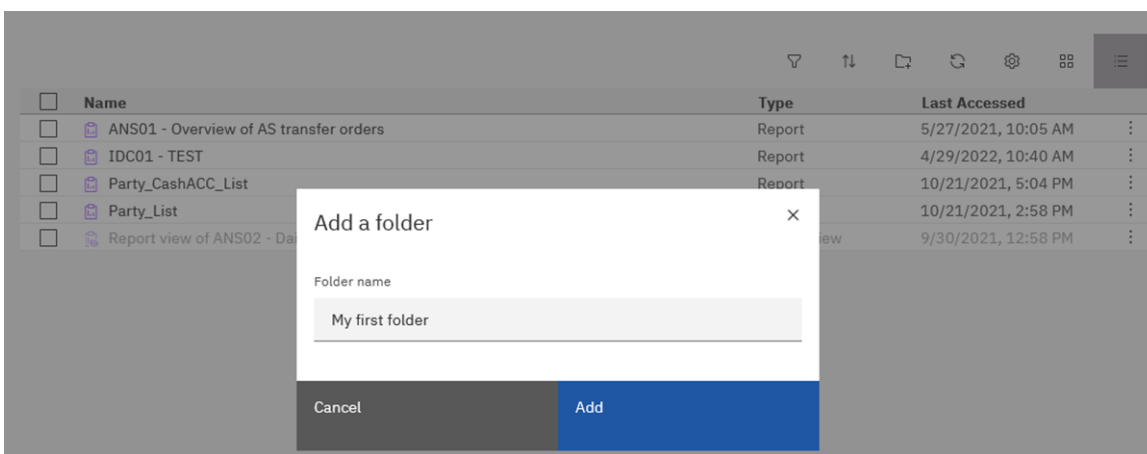 Name Type Last Accessed
ANS01 - Overview of AS transfer orders Report 5/27/2021, 10:05 AM
IDC01 - TEST Report 4/29/2022, 10:40 AM
Party_CashACC_List Report 10/21/2021, 5:04 PM
Party_List 10/21/2021, 2:58 PM
Report view of ANS02 - Dai iew 9/30/2021, 12:58 PM
Add a folder
Folder name
My first folder
Cancel Add